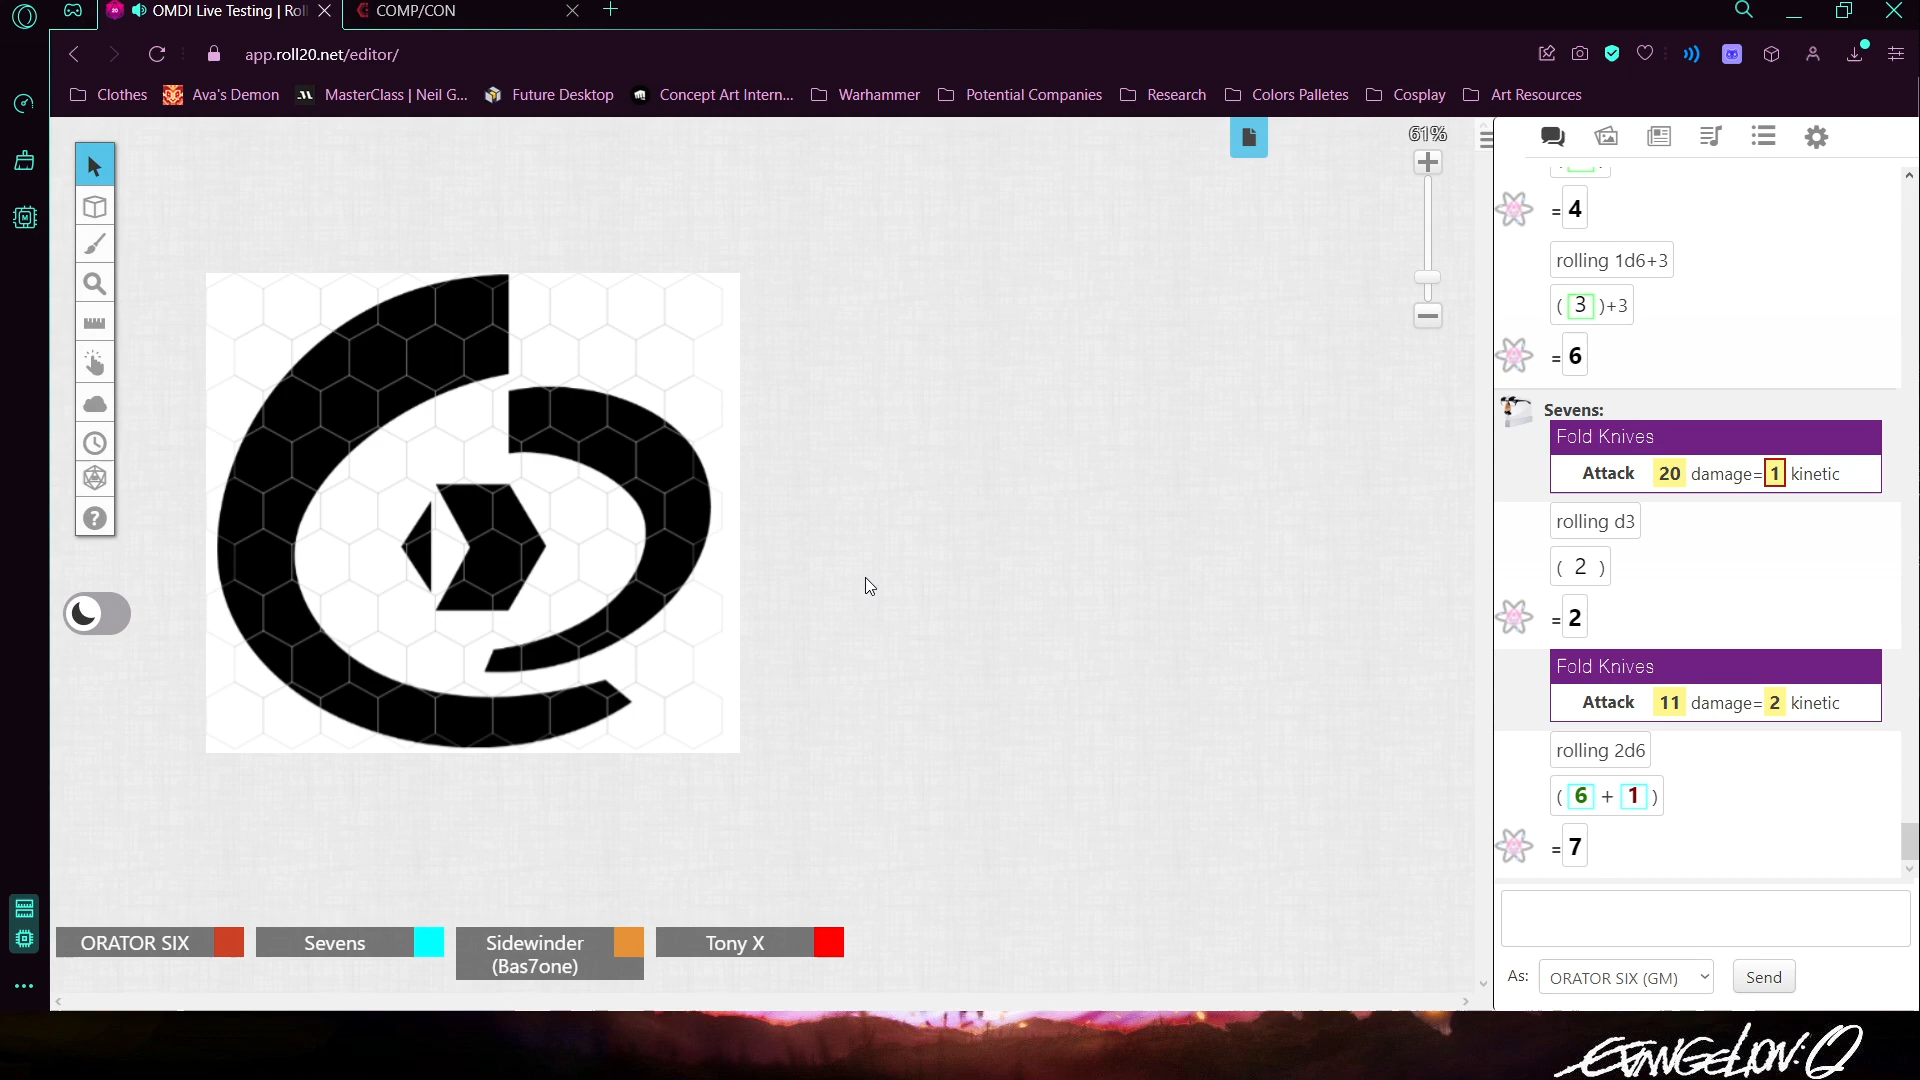 OMDI Live Testing | Rol
COMP/CON
app.roll20.net/editor/
Clothes
Ava's Demon
MasterClass | Neil G...
Future Desktop
Concept Art Intern...
Warhammer
Potential Companies
Research
Colors Palletes
Cosplay
Art Resources
61%
= 4
rolling 1d6+3
( 3 )+3
= 6
Sevens:
Fold Knives
Attack 20 damage= 1 kinetic
rolling d3
( 2 )
= 2
Fold Knives
Attack 11 damage= 2 kinetic
rolling 2d6
( 6 + 1 )
= 7
ORATOR SIX
Sevens
Sidewinder
(Bas7one)
Tony X
As: ORATOR SIX (GM) Send
EVANGELION:Q